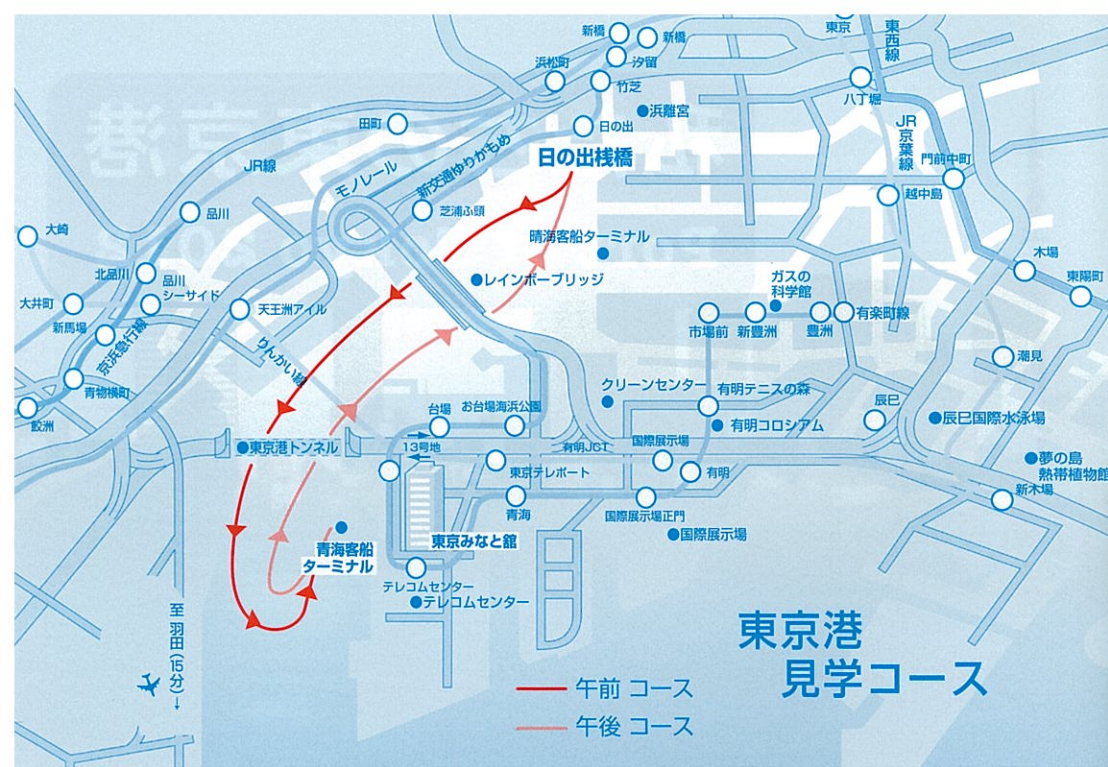 新橋
新橋
汐留
浜松町
竹芝
田町
日の出
浜離宮
日の出桟橋
東京
東西線
八丁堀
JR京葉線
門前仲町
越中島
JR線
モノレール
新交通ゆりかもめ
芝浦ふ頭
品川
大崎
北品川
品川
シーサイド
大井町
新馬場
天王洲アイル
京浜急行線
青物横町
鮫洲
りんかい線
晴海客船ターミナル
レインボーブリッジ
ガスの
科学館
市場前
新豊洲
豊洲
有楽町線
木場
東陽町
潮見
クリーンセンター
有明テニスの森
有明コロシアム
辰巳
辰巳国際水泳場
夢の島
熱帯植物館
新木場
台場
お台場海浜公園
13号地
東京港トンネル
有明JCT
国際展示場
東京テレポート
有明
青海
国際展示場正門
国際展示場
青海客船
ターミナル
東京みなと館
テレコムセンター
テレコムセンター
至 羽田(15分)→
東京港
見学コース
午前 コース
午後 コース